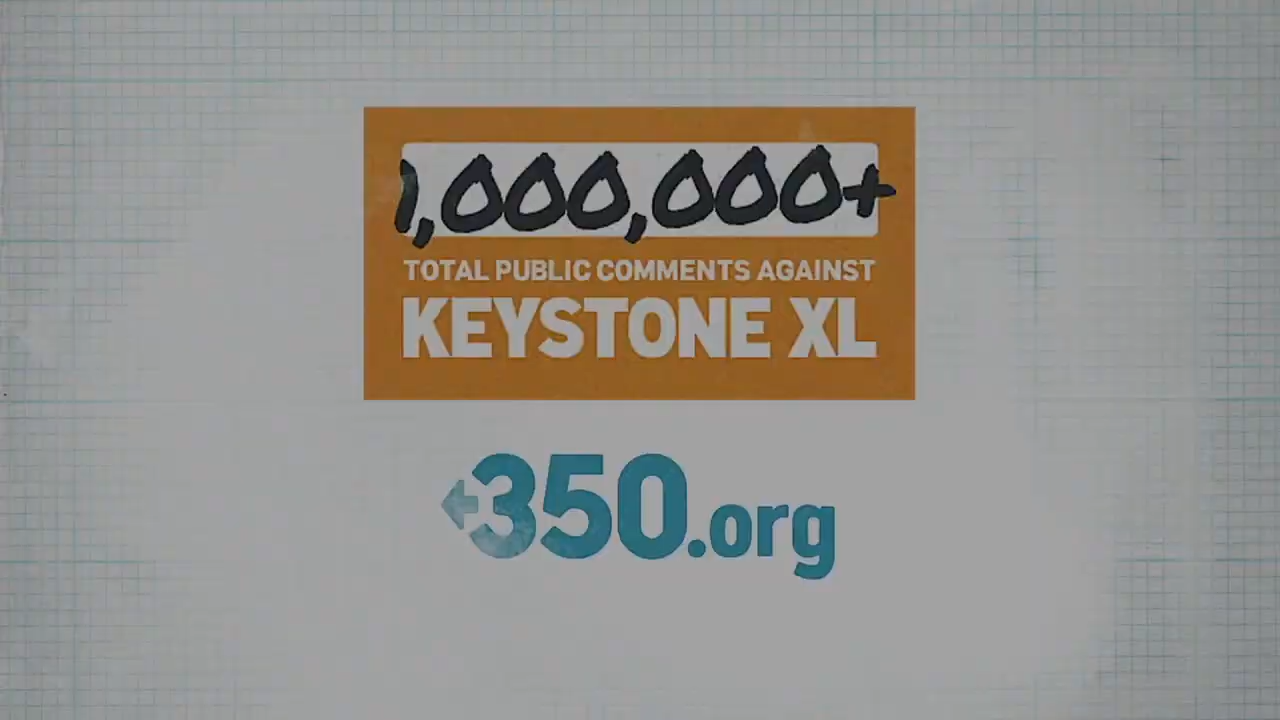 1,000,000+
TOTAL PUBLIC COMMENTS AGAINST
KEYSTONE XL
350.org